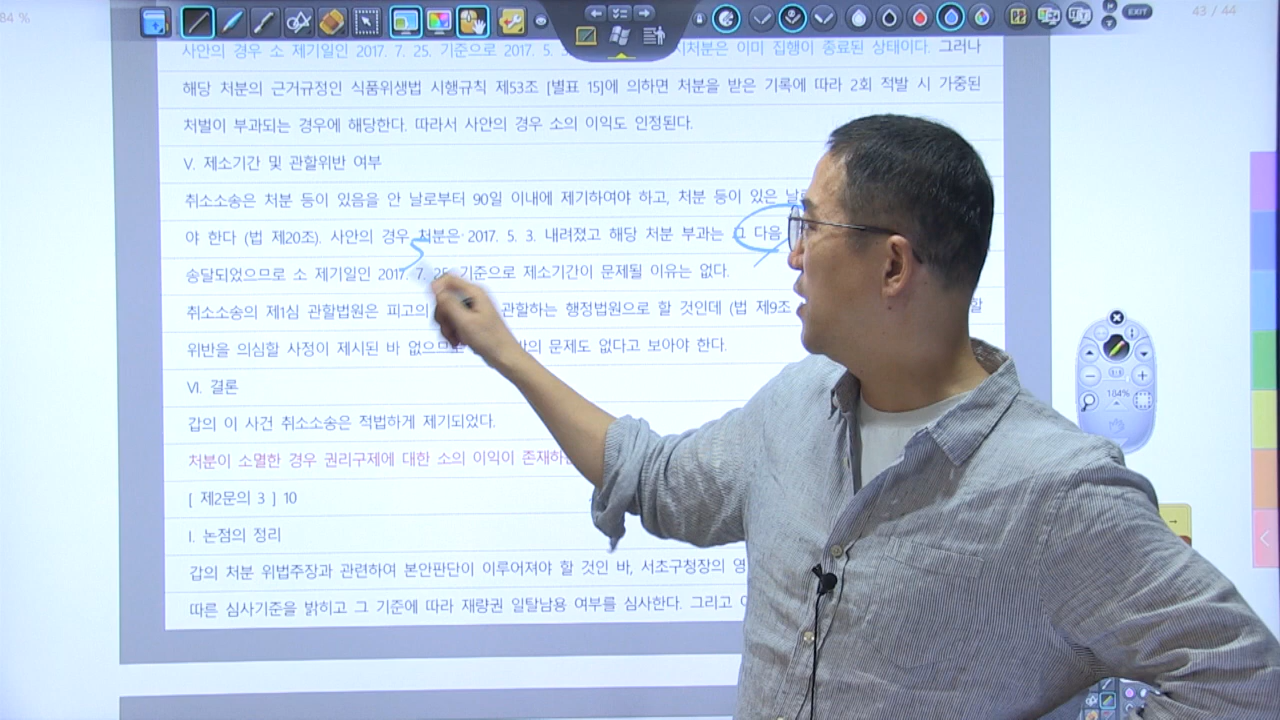 84 %
EXIT
43 / 44
사안의 경우 소 제기일인 2017. 7. 25. 기준으로 2017. 5. 지처분은 이미 집행이 종료된 상태이다. 그러나
해당 처분의 근거규정인 식품위생법 시행규칙 제53조 [별표 15]에 의하면 처분을 받은 기록에 따라 2회 적발 시 가중된
처벌이 부과되는 경우에 해당한다. 따라서 사안의 경우 소의 이익도 인정된다.
V. 제소기간 및 관할위반 여부
취소소송은 처분 등이 있음을 안 날로부터 90일 이내에 제기하여야 하고, 처분 등이 있은
야 한다 (법 제20조). 사안의 경우 처분은 2017. 5. 3. 내려졌고 해당 처분 부과는 그 다음
송달되었으므로 소 제기일인 2017. 7. 25. 기준으로 제소기간이 문제될 이유는 없다.
취소소송의 제1심 관할법원은 피고의 관할하는 행정법원으로 할 것인데 (법 제9조 할
위반을 의심할 사정이 제시된 바 없으므로 의 문제도 없다고 보아야 한다.
VI. 결론
갑의 이 사건 취소소송은 적법하게 제기되었다.
처분이 소멸한 경우 권리구제에 대한 소의 이익이 존재하
[ 제2문의 3 ] 10
I. 논점의 정리
갑의 처분 위법주장과 관련하여 본안판단이 이루어져야 할 것인 바, 서초구청장의 영
따른 심사기준을 밝히고 그 기준에 따라 재량권 일탈남용 여부를 심사한다. 그리고
184%